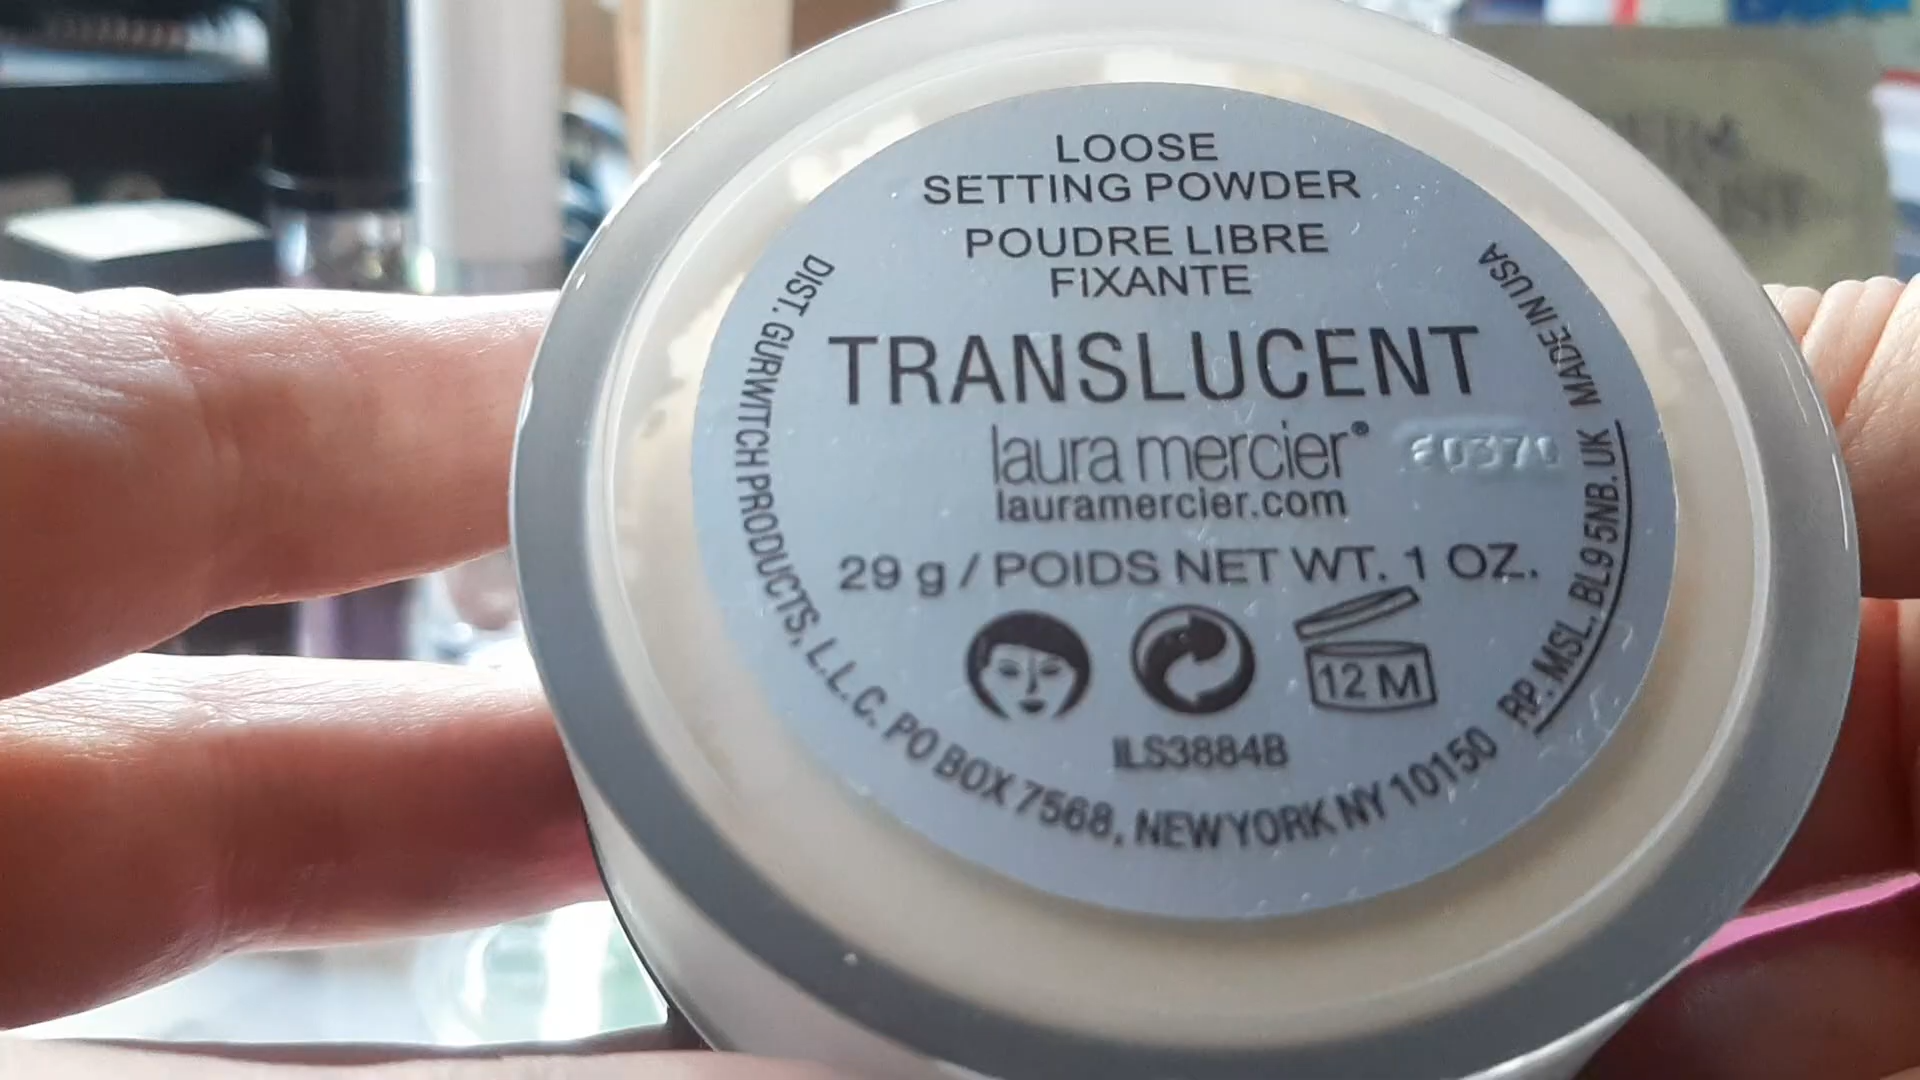 LOOSE
SETTING POWDER
POUDRE LIBRE
FIXANTE
TRANSLUCENT
laura mercier®
lauramercier.com
29 g / POIDS NET WT. 1 OZ.
12 M
ILS3884B
DIST. GURWITCH PRODUCTS, L.L.C. PO BOX 7568, NEW YORK NY 10150
RP. MSL, BL9 5NB. UK MADE IN USA